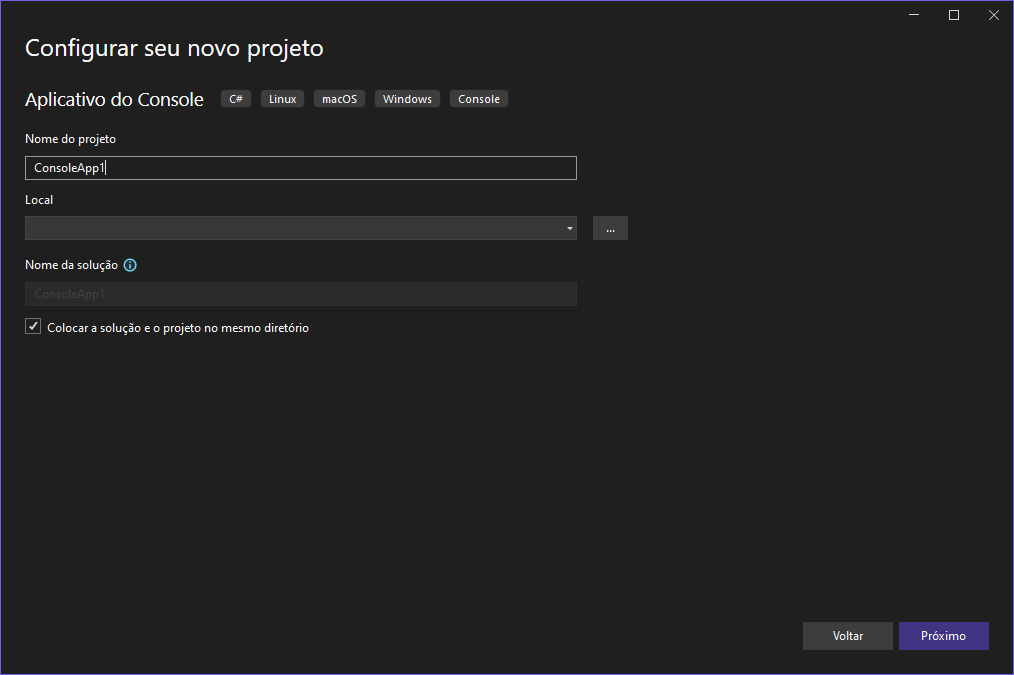 Configurar seu novo projeto
Aplicativo do Console C# Linux macOS Windows Console
Nome do projeto
ConsoleApp1
Local
...
Nome da solução
ConsoleApp1
Colocar a solução e o projeto no mesmo diretório
Voltar Próximo